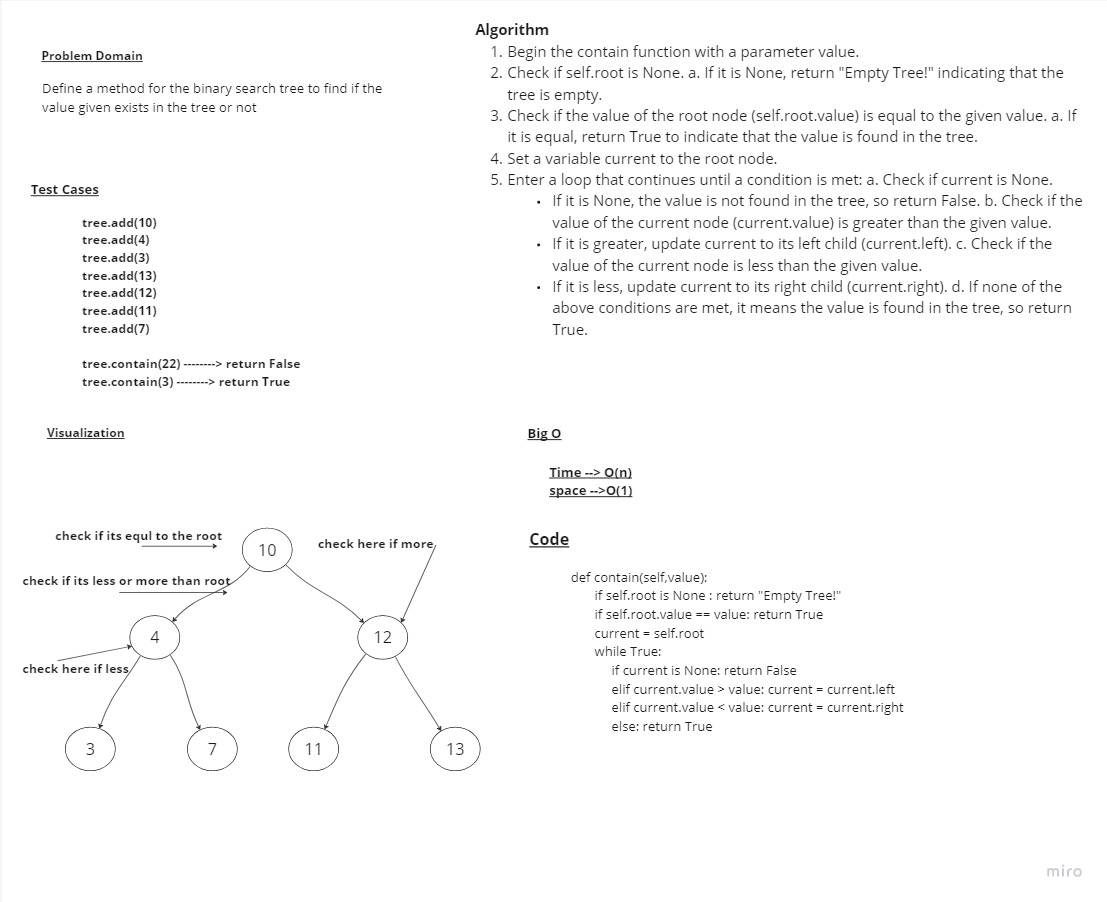 Problem Domain
Define a method for the binary search tree to find if the
value given exists in the tree or not
Test Cases
tree.add(10)
tree.add(4)
tree.add(3)
tree.add(13)
tree.add(12)
tree.add(11)
tree.add(7)
tree.contain(22) --------> return False
tree.contain(3) --------> return True
Algorithm
1. Begin the contain function with a parameter value.
2. Check if self.root is None. a. If it is None, return "Empty Tree!" indicating that the
tree is empty.
3. Check if the value of the root node (self.root.value) is equal to the given value. a. If
it is equal, return True to indicate that the value is found in the tree.
4. Set a variable current to the root node.
5. Enter a loop that continues until a condition is met: a. Check if current is None.
• If it is None, the value is not found in the tree, so return False. b. Check if the
value of the current node (current.value) is greater than the given value.
• If it is greater, update current to its left child (current.left). c. Check if the
value of the current node is less than the given value.
• If it is less, update current to its right child (current.right). d. If none of the
above conditions are met, it means the value is found in the tree, so return
True.
Visualization
check if its equl to the root
10
check here if more
check if its less or more than root
4
12
check here if less
3
7
11
13
Big O
Time --> O(n)
space -->O(1)
Code
def contain(self,value):
if self.root is None : return "Empty Tree!"
if self.root.value == value: return True
current = self.root
while True:
if current is None: return False
elif current.value > value: current = current.left
elif current.value < value: current = current.right
else: return True
miro